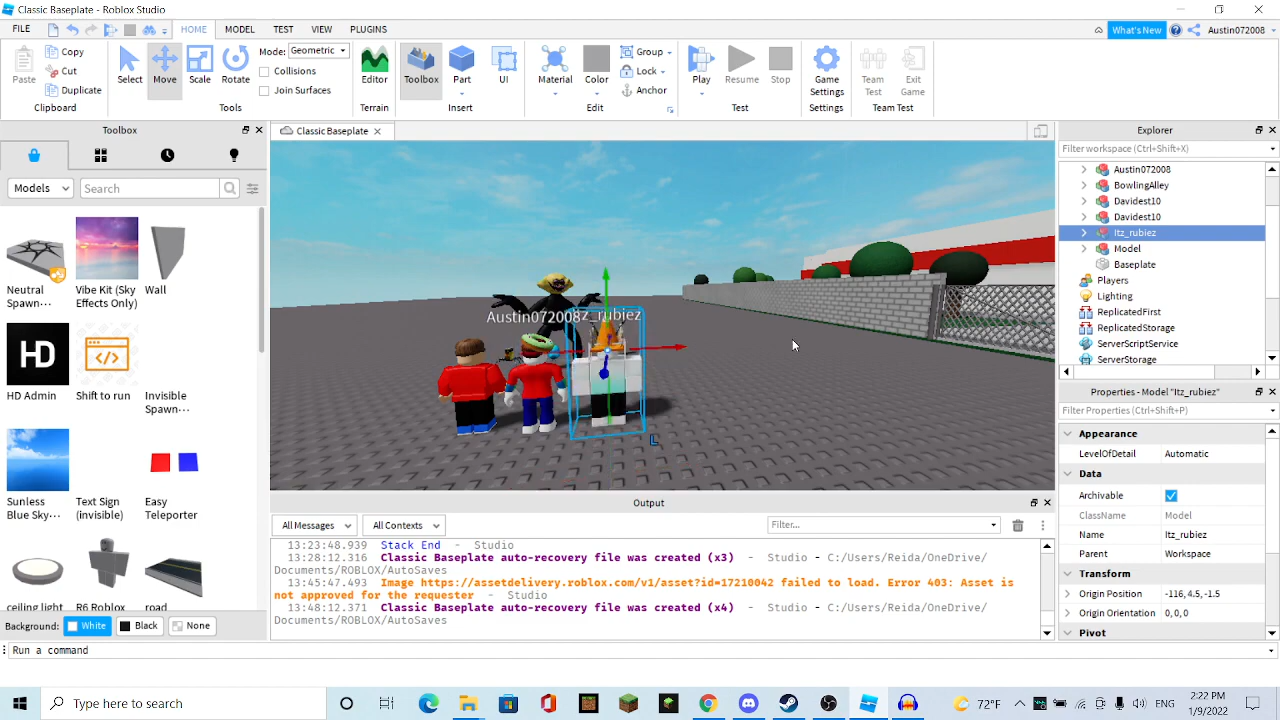 Classic Baseplate - Roblox Studio
FILE
HOME
MODEL
TEST
VIEW
PLUGINS
What's New
Austin072008
Paste
Copy
Cut
Duplicate
Clipboard
Select
Move
Scale
Rotate
Mode: Geometric
Collisions
Join Surfaces
Tools
Editor
Terrain
Toolbox
Part
UI
Insert
Material
Color
Group
Lock
Anchor
Edit
Play
Resume
Stop
Test
Game
Settings
Settings
Team
Test
Exit
Game
Team Test
Toolbox
Models
Search
Neutral
Spawn···
Vibe Kit (Sky
Effects Only)
Wall
HD
HD Admin
Shift to run
Invisible
Spawn···
Sunless
Blue Sky···
Text Sign
(invisible)
Easy
Teleporter
ceiling light
R6 Roblox
road
Background:
White
Black
None
Classic Baseplate
Austin072008
z_rubiez
L
Output
All Messages
All Contexts
Filter...
13:23:48.939 Stack End - Studio
13:28:12.316 Classic Baseplate auto-recovery file was created (x3) - Studio - C:/Users/Reida/OneDrive/
Documents/ROBLOX/AutoSaves
13:45:47.493 Image https://assetdelivery.roblox.com/v1/asset?id=17210042 failed to load. Error 403: Asset is
not approved for the requester - Studio
13:48:12.371 Classic Baseplate auto-recovery file was created (x4) - Studio - C:/Users/Reida/OneDrive/
Documents/ROBLOX/AutoSaves
Explorer
Filter workspace (Ctrl+Shift+X)
Austin072008
BowlingAlley
Davidest10
Davidest10
Itz_rubiez
Model
Baseplate
Players
Lighting
ReplicatedFirst
ReplicatedStorage
ServerScriptService
ServerStorage
Properties - Model "Itz_rubiez"
Filter Properties (Ctrl+Shift+P)
Appearance
LevelOfDetail Automatic
Data
Archivable
ClassName Model
Name Itz_rubiez
Parent Workspace
Transform
Origin Position -116, 4.5, -1.5
Origin Orientation 0, 0, 0
Pivot
Run a command
Type here to search
72°F
2:22 PM
1/9/2022